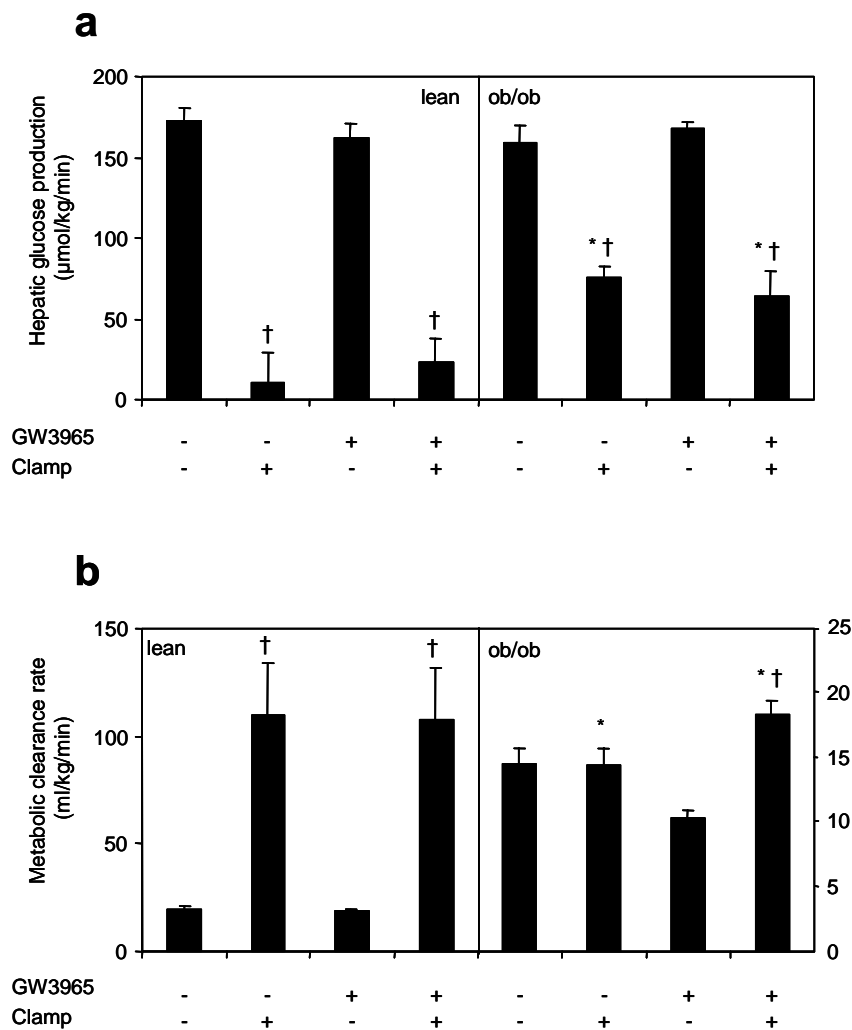 a
Hepatic glucose production
(µmol/kg/min)
200
150
100
50
0
lean
ob/ob
†
†
* †
* †
GW3965 - - + + - - + +
Clamp - + - + - + - +
b
Metabolic clearance rate
(ml/kg/min)
150
100
50
0
lean
ob/ob
†
†
*
* †
25
20
15
10
5
0
GW3965 - - + + - - + +
Clamp - + - + - + - +